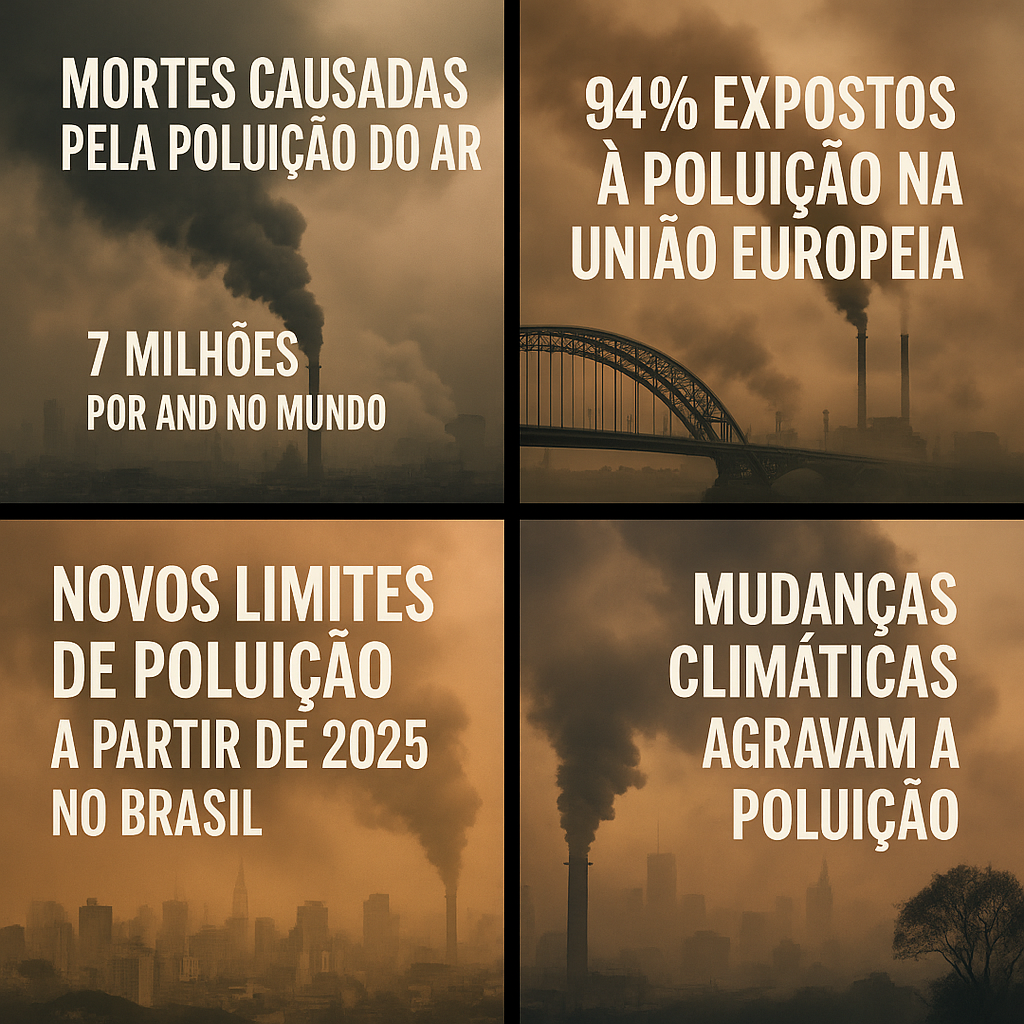 MORTES CAUSADAS
PELA POLUIÇÃO DO AR
7 MILHÕES
POR AND NO MUNDO
94% EXPOSTOS
À POLUIÇÃO NA
UNIÃO EUROPEIA
NOVOS LIMITES
DE POLUIÇÃO
A PARTIR DE 2025
NO BRASIL
MUDANÇAS
CLIMÁTICAS
AGRAVAM A
POLUIÇÃO